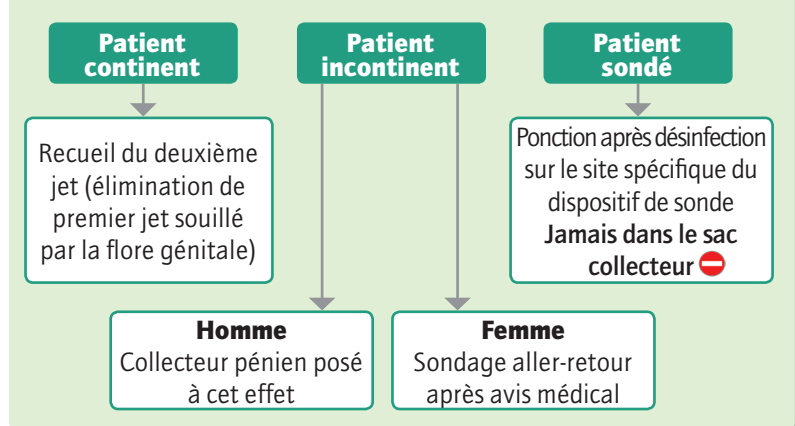 Patient
continent
Patient
incontinent
Patient
sondé
Recueil du deuxième
jet (élimination de
premier jet souillé
par la flore génitale)
Ponction après désinfection
sur le site spécifique du
dispositif de sonde
Jamais dans le sac
collecteur
Homme
Collecteur pénien posé
à cet effet
Femme
Sondage aller-retour
après avis médical